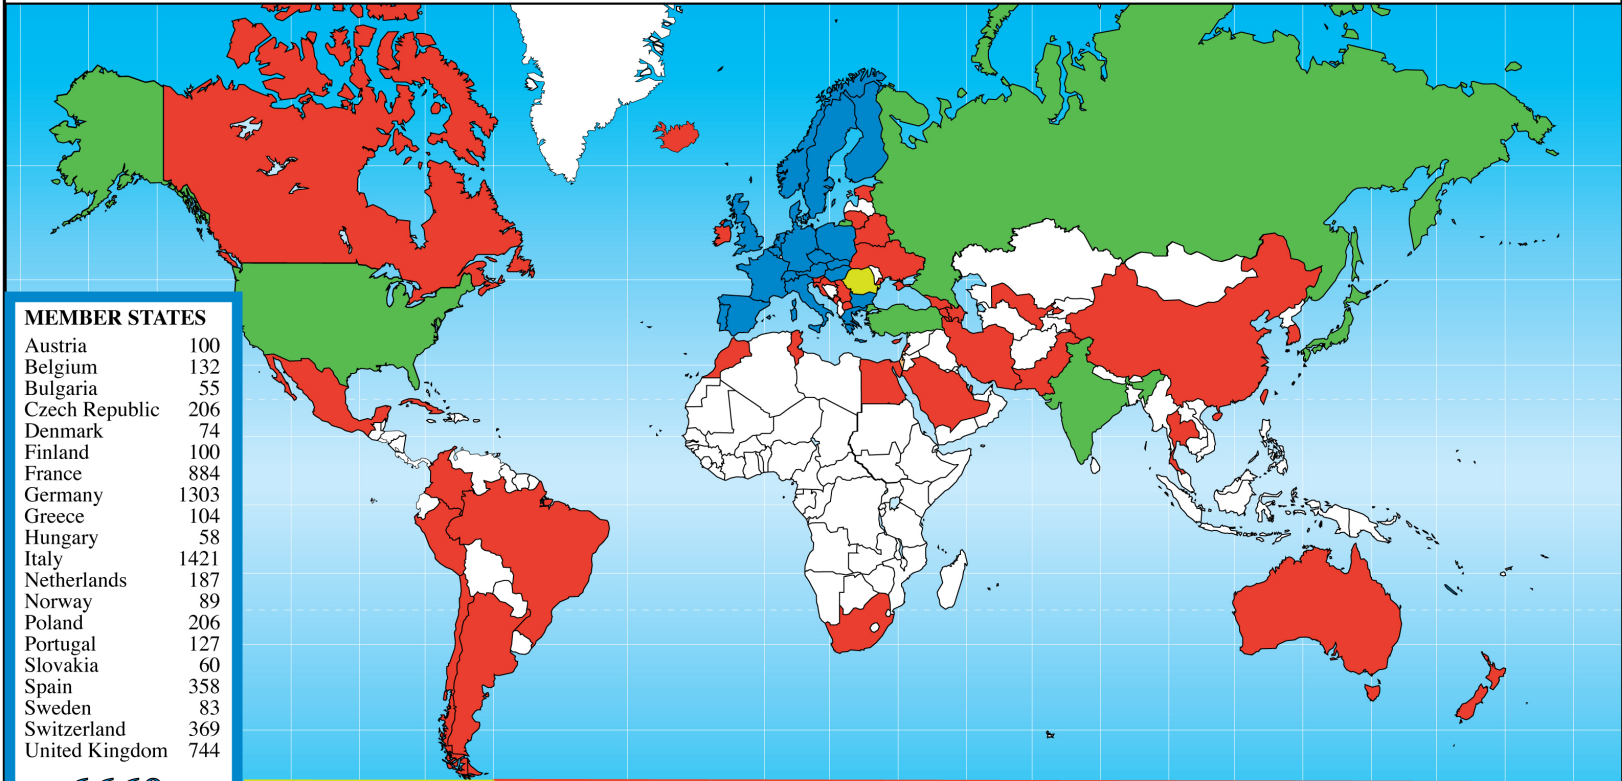 MEMBER STATES
Austria 100
Belgium 132
Bulgaria 55
Czech Republic 206
Denmark 74
Finland 100
France 884
Germany 1303
Greece 104
Hungary 58
Italy 1421
Netherlands 187
Norway 89
Poland 206
Portugal 127
Slovakia 60
Spain 358
Sweden 83
Switzerland 369
United Kingdom 744